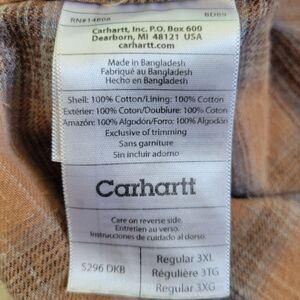 RN#14806
Carhartt, Inc. P.O. Box 600
Dearborn, MI 48121 USA
carhartt.com
Made in Bangladesh
Fabriqué au Bangladesh
Hecho en Bangladesh
Shell: 100% Cotton/Lining: 100% Cotton
Extérier: 100% Coton/Doublure: 100% Coton
Amazón: 100% Algodón/Forro: 100% Algodón
Exclusive of trimming
Sans garniture
Sin incluir adorno
Carhartt
Care on reverse side.
Entretien au verso.
Instrucciones de cuidado al dorso.
S296 DKB
Regular 3XL
Régulière 3TG
Regular 3XG